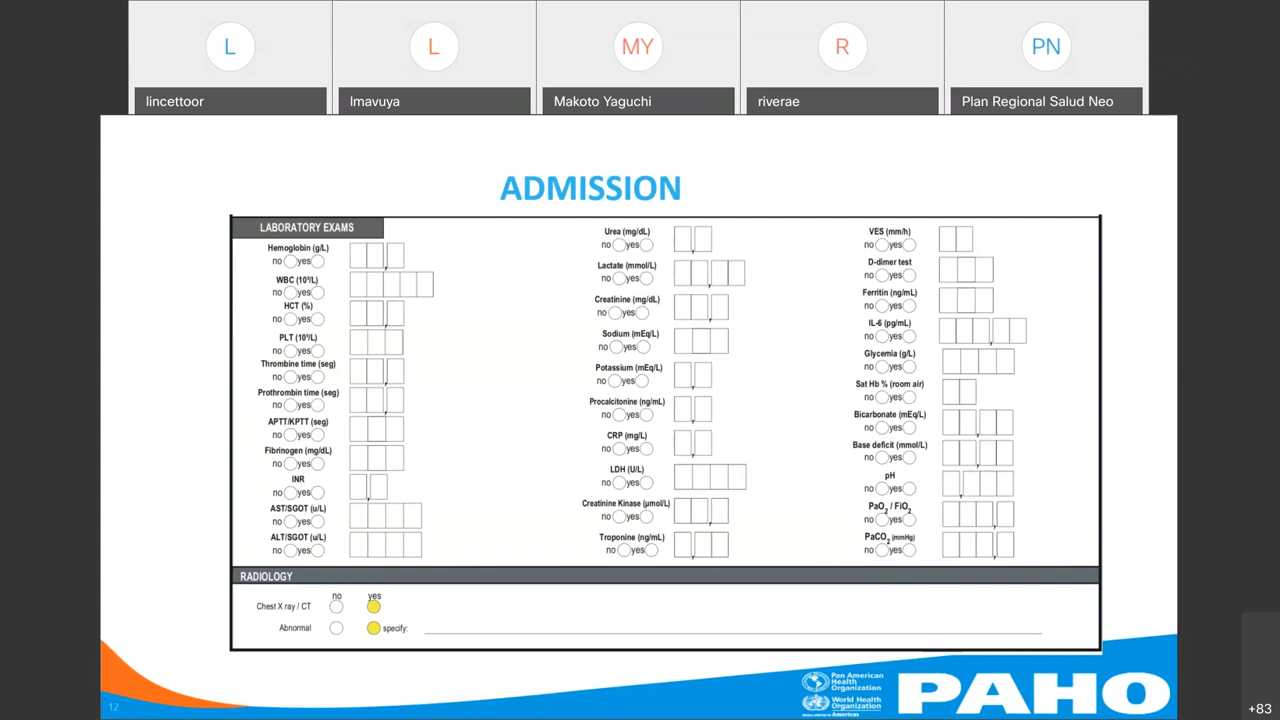 L
L
MY
R
PN
lincettoor
lmavuya
Makoto Yaguchi
riverae
Plan Regional Salud Neo
ADMISSION
LABORATORY EXAMS
Hemoglobin (g/L)
no yes
WBC (10⁹/L)
no yes
HCT (%)
no yes
PLT (10⁹/L)
no yes
Thrombine time (seg)
no yes
Prothrombin time (seg)
no yes
APTT/KPTT (seg)
no yes
Fibrinogen (mg/dL)
no yes
INR
no yes
AST/SGOT (u/L)
no yes
ALT/SGOT (u/L)
no yes
Urea (mg/dL)
no yes
Lactate (mmol/L)
no yes
Creatinine (mg/dL)
no yes
Sodium (mEq/L)
no yes
Potassium (mEq/L)
no yes
Procalcitonine (ng/mL)
no yes
CRP (mg/L)
no yes
LDH (U/L)
no yes
Creatinine Kinase (µmol/L)
no yes
Troponine (ng/mL)
no yes
VES (mm/h)
no yes
D-dimer test
no yes
Ferritin (ng/mL)
no yes
IL-6 (pg/mL)
no yes
Glycemia (g/L)
no yes
Sat Hb % (room air)
no yes
Bicarbonate (mEq/L)
no yes
Base deficit (mmol/L)
no yes
pH
no yes
PaO₂ / FiO₂
no yes
PaCO₂ (mmHg)
no yes
RADIOLOGY
no yes
Chest X ray / CT
Abnormal specify:
12
Pan American
Health
Organization
World Health
Organization
Americas
PAHO
+83